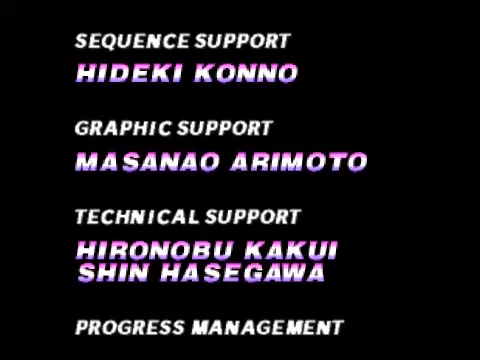 SEQUENCE SUPPORT
HIDEKI KONNO
GRAPHIC SUPPORT
MASANAO ARIMOTO
TECHNICAL SUPPORT
HIRONOBU KAKUI
SHIN HASEGAWA
PROGRESS MANAGEMENT